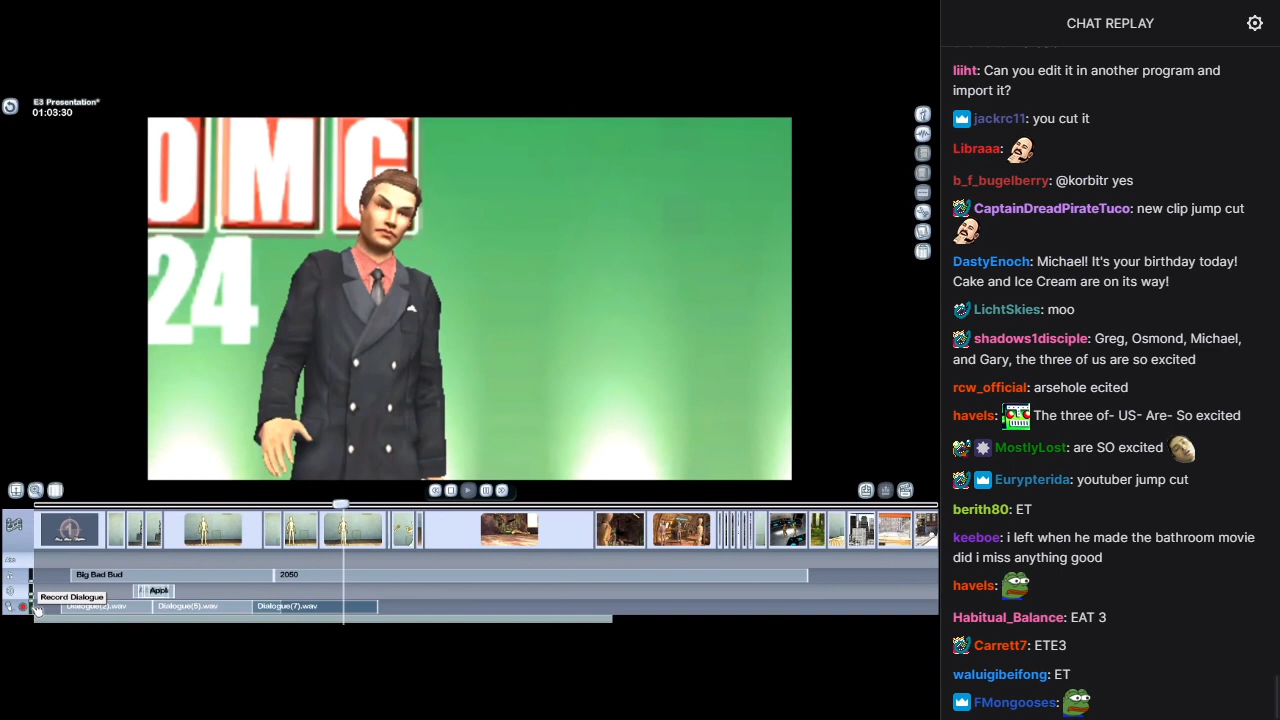 E3 Presentation*
01:03:30
OMG
24
Big Bad Bud
2050
Appl
Record Dialogue
Dialogue(2).wav
Dialogue(5).wav
Dialogue(7).wav
CHAT REPLAY
liiht: Can you edit it in another program and
import it?
jackrc11: you cut it
Libraaa:
b_f_bugelberry: @korbitr yes
CaptainDreadPirateTuco: new clip jump cut
DastyEnoch: Michael! It's your birthday today!
Cake and Ice Cream are on its way!
LichtSkies: moo
shadows1disciple: Greg, Osmond, Michael,
and Gary, the three of us are so excited
rcw_official: arsehole ecited
havels: The three of- US- Are- So excited
MostlyLost: are SO excited
Eurypterida: youtuber jump cut
berith80: ET
keeboe: i left when he made the bathroom movie
did i miss anything good
havels:
Habitual_Balance: EAT 3
Carrett7: ETE3
waluigibeifong: ET
FMongooses: